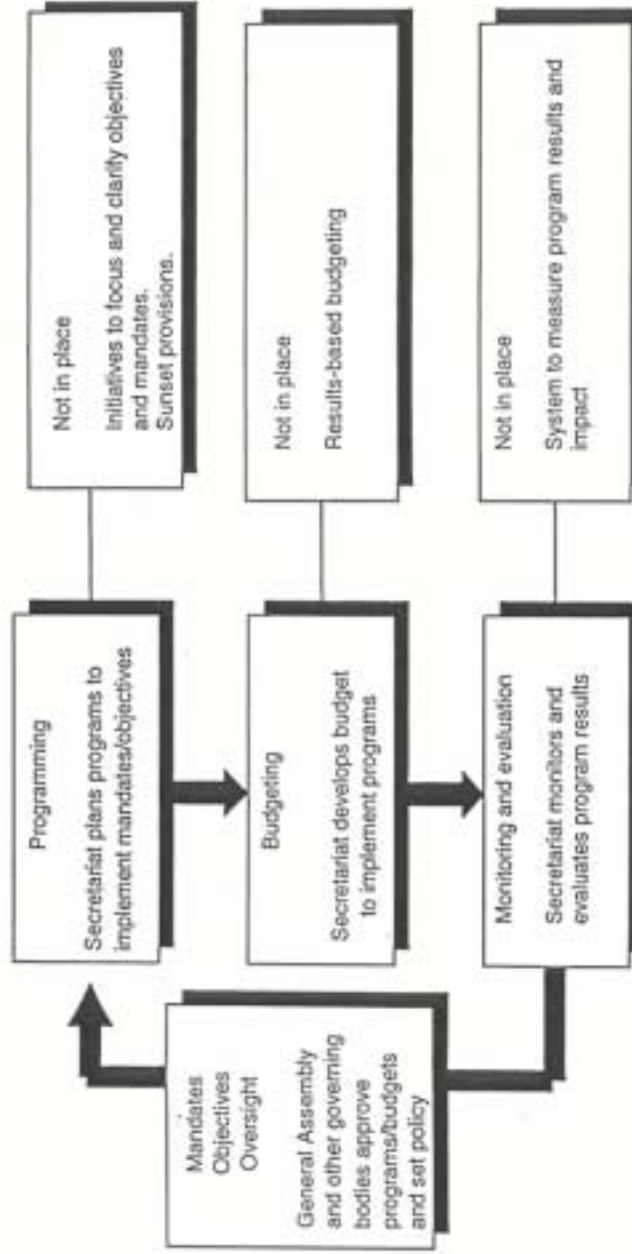 Mandates
Objectives
Oversight
General Assembly
and other governing
bodies approve
programs/budgets
and set policy
Programming
Secretariat plans programs to
implement mandates/objectives
Not in place
Initiatives to focus and clarify objectives
and mandates.
Sunset provisions.
Budgeting
Secretariat develops budget
to implement programs
Not in place
Results-based budgeting
Monitoring and evaluation
Secretariat monitors and
evaluates program results
Not in place
System to measure program results and
impact